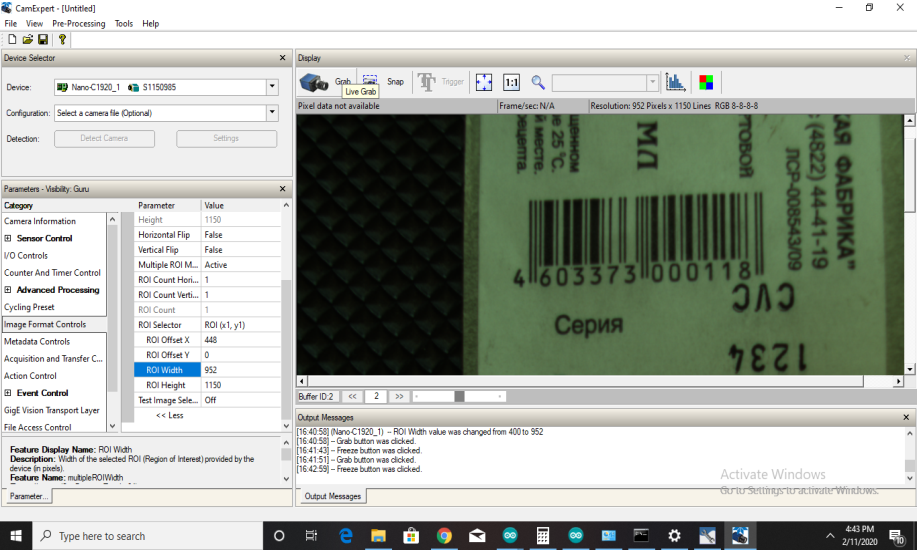 CamExpert - [Untitled]
File View Pre-Processing Tools Help
Device Selector
Device: Nano-C1920_1 S1150985
Configuration: Select a camera file (Optional)
Detection: Detect Camera Settings
Parameters - Visibility: Guru
Category
Camera Information
Sensor Control
I/O Controls
Counter And Timer Control
Advanced Processing
Cycling Preset
Image Format Controls
Metadata Controls
Acquisition and Transfer C...
Action Control
Event Control
GigE Vision Transport Layer
File Access Control
Parameter Value
Height 1150
Horizontal Flip False
Vertical Flip False
Multiple ROI M... Active
ROI Count Hori... 1
ROI Count Verti... 1
ROI Count 1
ROI Selector ROI (x1, y1)
ROI Offset X 448
ROI Offset Y 0
ROI Width 952
ROI Height 1150
Test Image Sele... Off
<< Less
Feature Display Name: ROI Width
Description: Width of the selected ROI (Region of Interest) provided by the
device (in pixels).
Feature Name: multipleROIWidth
Parameter...
Display
Grab Snap Trigger 1:1
Live Grab
Pixel data not available Frame/sec: N/A Resolution: 952 Pixels x 1150 Lines RGB 8-8-8-8
щенном
е 25 °C.
й месте.
рецепта.
МЛ
ТОВОЙ
КАЯ ФАБРИКА"
(4822) 44-41-19
ЛСР-008543/09
4 603373 000118
CVC
Серия
1234
Buffer ID:2 << 2 >>
Output Messages
[16:40:58] (Nano-C1920_1) -- ROI Width value was changed from 400 to 952
[16:40:58] -- Grab button was clicked.
[16:41:43] -- Freeze button was clicked.
[16:41:51] -- Grab button was clicked.
[16:42:59] -- Freeze button was clicked.
Output Messages
Activate Windows
Go to Settings to activate Windows.
Type here to search
4:43 PM
2/11/2020
10